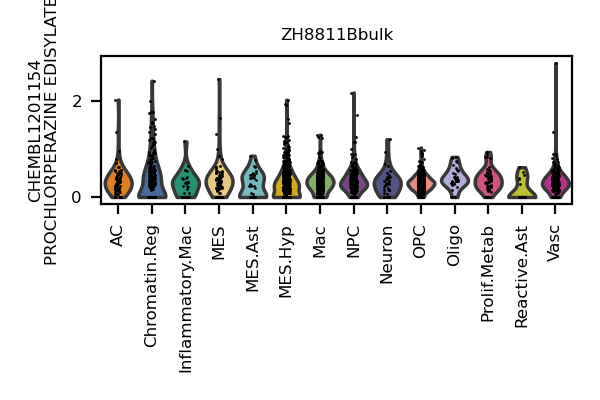 ZH8811Bbulk
CHEMBL1201154
PROCHLORPERAZINE EDISYLATE
2
0
AC
Chromatin.Reg
Inflammatory.Mac
MES
MES.Ast
MES.Hyp
Mac
NPC
Neuron
OPC
Oligo
Prolif.Metab
Reactive.Ast
Vasc